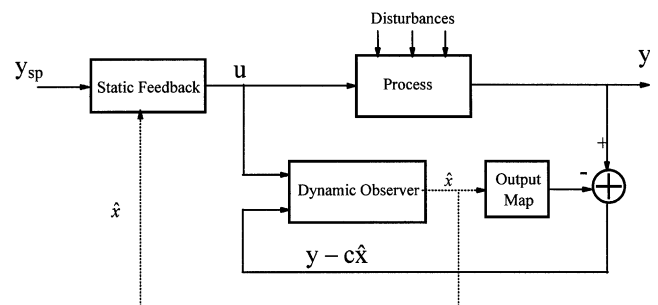 Disturbances
y_sp
Static Feedback
u
Process
y
+
Dynamic Observer
x̂
Output
Map
-
x̂
y – cx̂